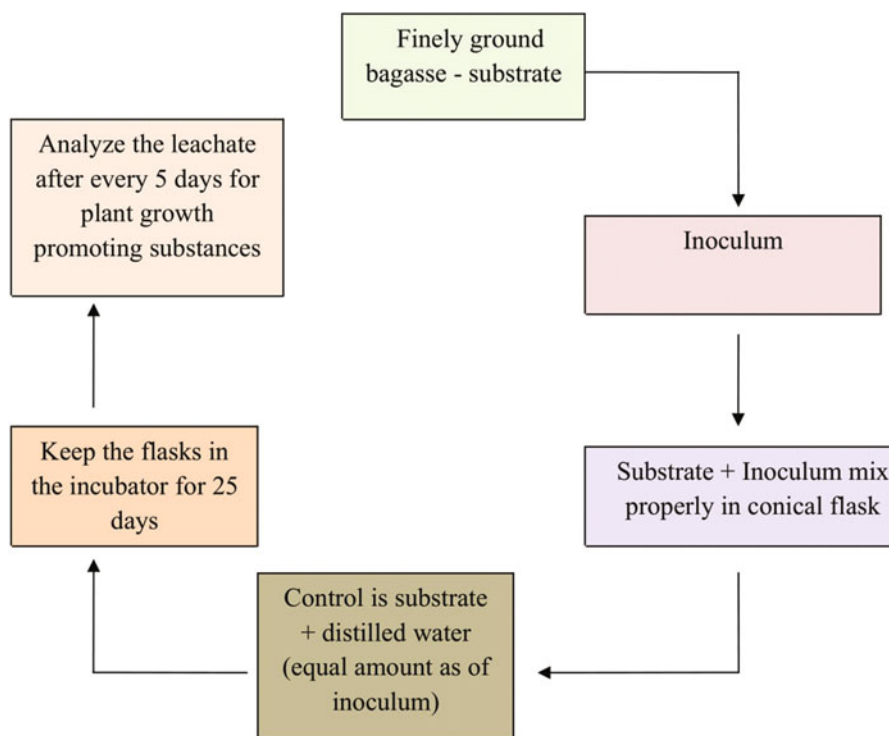 Finely ground
bagasse - substrate
Inoculum
Substrate + Inoculum mix
properly in conical flask
Control is substrate
+ distilled water
(equal amount as of
inoculum)
Keep the flasks in
the incubator for 25
days
Analyze the leachate
after every 5 days for
plant growth
promoting substances